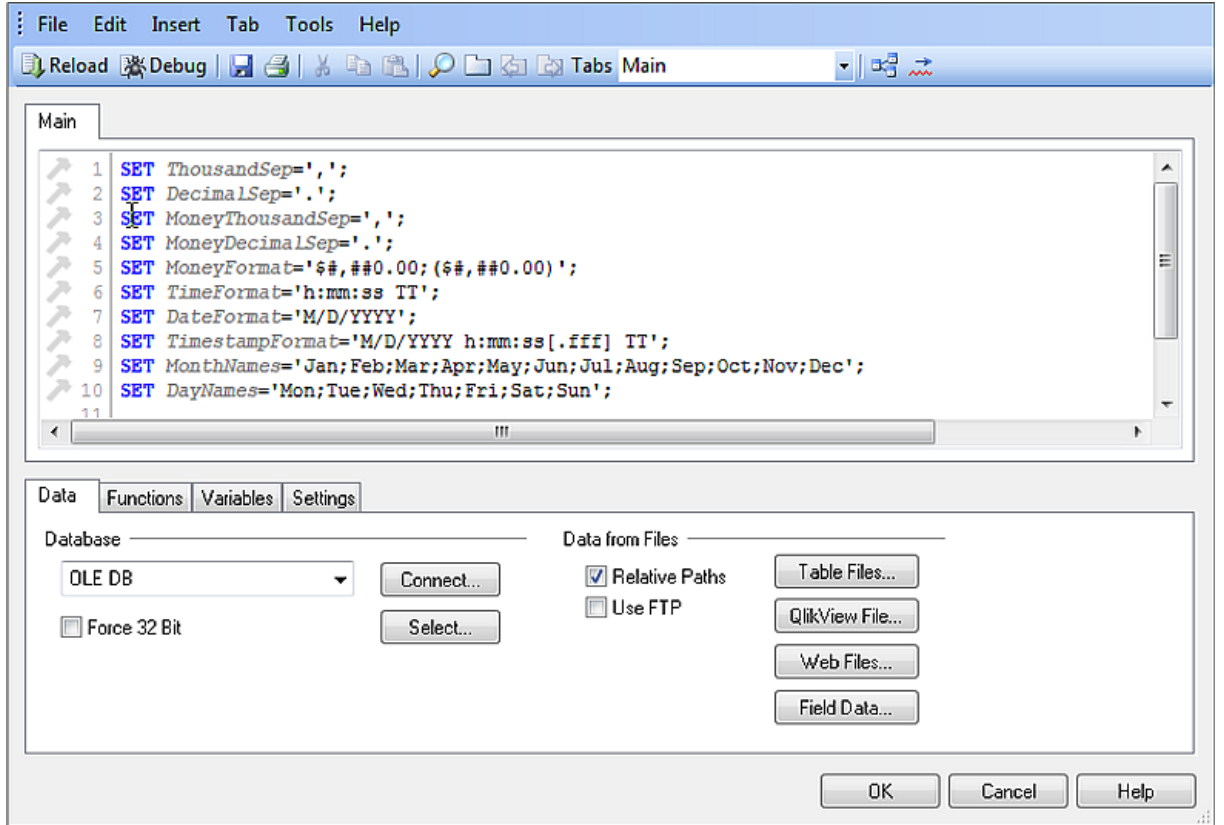 File Edit Insert Tab Tools Help
Reload Debug Tabs Main
Main
1 SET ThousandSep=',';
2 SET DecimalSep='.';
3 SET MoneyThousandSep=',';
4 SET MoneyDecimalSep='.';
5 SET MoneyFormat='$#,##0.00;($#,##0.00)';
6 SET TimeFormat='h:mm:ss TT';
7 SET DateFormat='M/D/YYYY';
8 SET TimestampFormat='M/D/YYYY h:mm:ss[.fff] TT';
9 SET MonthNames='Jan;Feb;Mar;Apr;May;Jun;Jul;Aug;Sep;Oct;Nov;Dec';
10 SET DayNames='Mon;Tue;Wed;Thu;Fri;Sat;Sun';
11
Data Functions Variables Settings
Database Data from Files
OLE DB Connect... Relative Paths Table Files...
Force 32 Bit Select... Use FTP QlikView File...
Web Files...
Field Data...
OK Cancel Help